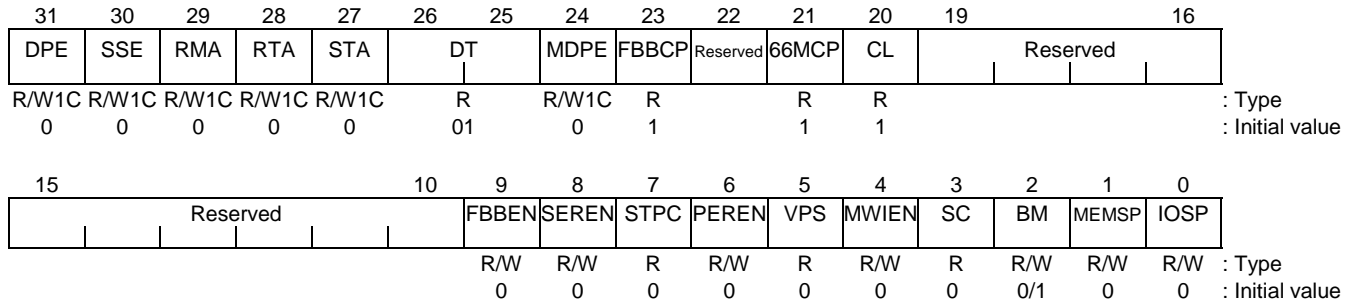 31 30 29 28 27 26 25 24 23 22 21 20 19 16
DPE SSE RMA RTA STA DT MDPE FBBCP Reserved 66MCP CL Reserved
R/W1C R/W1C R/W1C R/W1C R/W1C R R/W1C R R R : Type
0 0 0 0 0 01 0 1 1 1 : Initial value
15 10 9 8 7 6 5 4 3 2 1 0
Reserved FBBEN SEREN STPC PEREN VPS MWIEN SC BM MEMSP IOSP
R/W R/W R R/W R R/W R R/W R/W R/W : Type
0 0 0 0 0 0 0 0/1 0 0 : Initial value